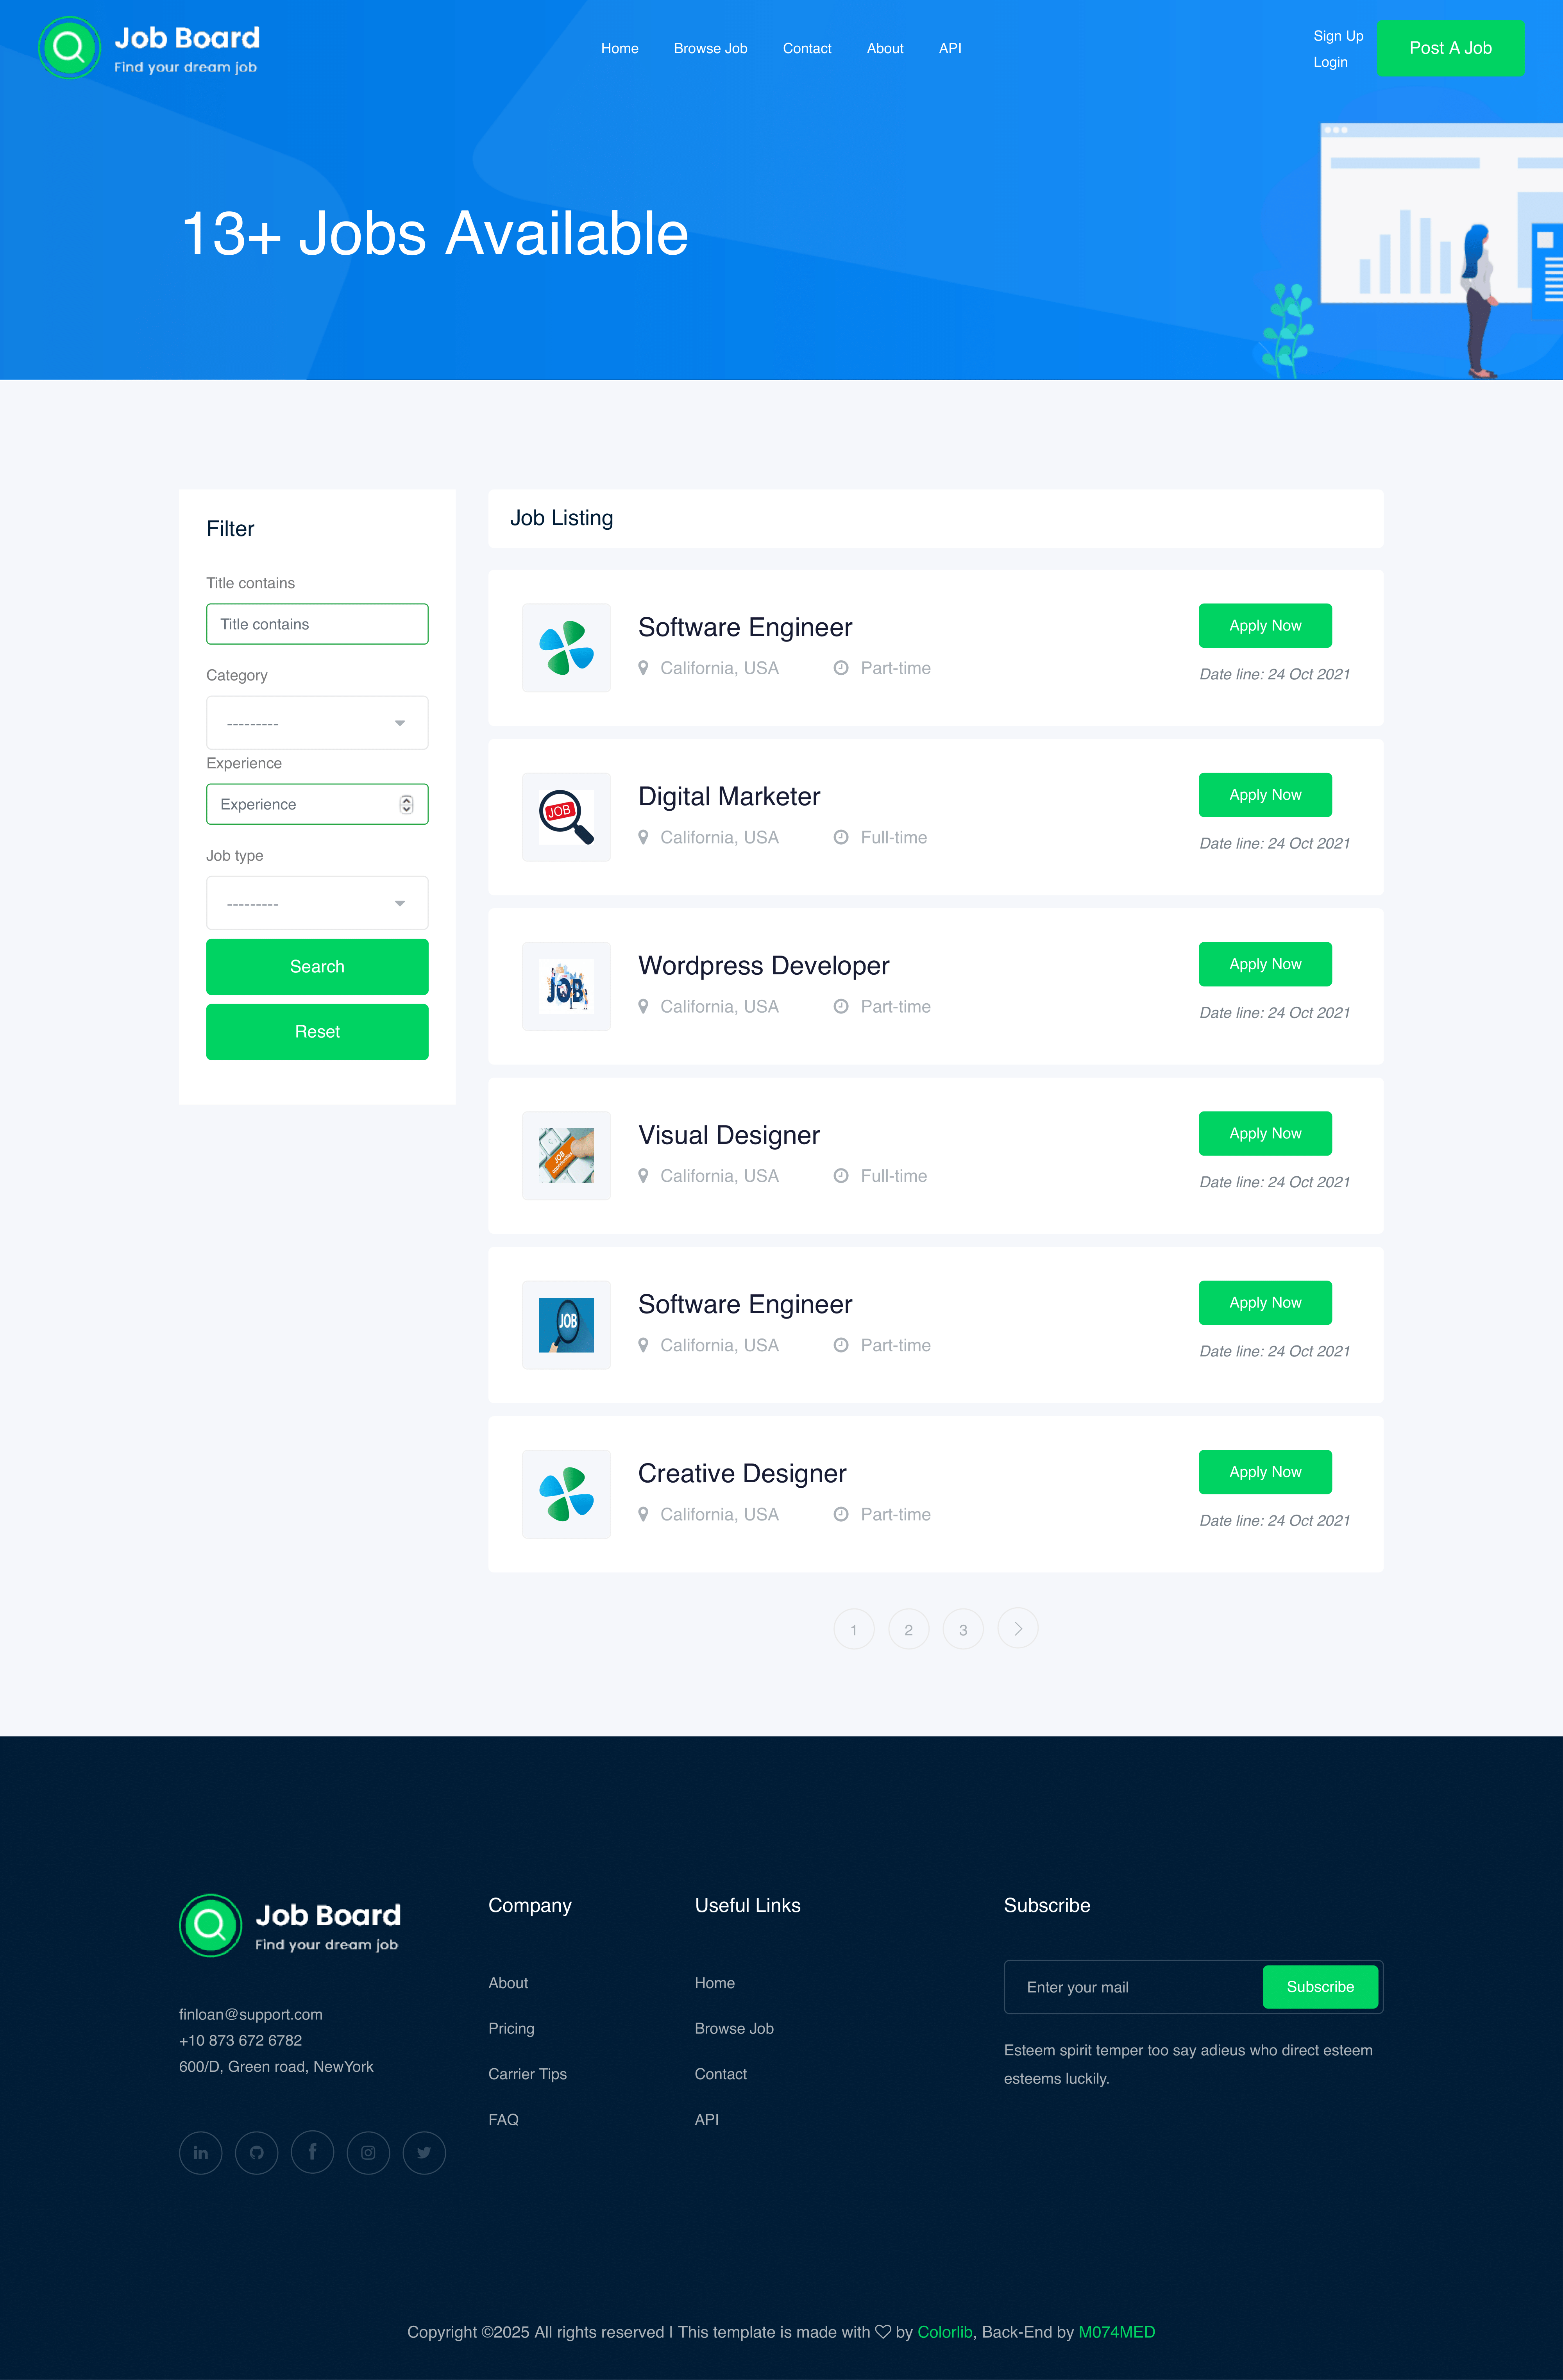 Job Board
Find your dream job
Home
Browse Job
Contact
About
API
Sign Up
Login
Post A Job
13+ Jobs Available
Filter
Title contains
Title contains
Category
---------
Experience
Experience
Job type
---------
Search
Reset
Job Listing
Software Engineer
California, USA
Part-time
Apply Now
Date line: 24 Oct 2021
JOB
Digital Marketer
California, USA
Full-time
Apply Now
Date line: 24 Oct 2021
JOB
Wordpress Developer
California, USA
Part-time
Apply Now
Date line: 24 Oct 2021
JOB
Visual Designer
California, USA
Full-time
Apply Now
Date line: 24 Oct 2021
JOB
Software Engineer
California, USA
Part-time
Apply Now
Date line: 24 Oct 2021
Creative Designer
California, USA
Part-time
Apply Now
Date line: 24 Oct 2021
1
2
3
Job Board
Find your dream job
finloan@support.com
+10 873 672 6782
600/D, Green road, NewYork
Company
About
Pricing
Carrier Tips
FAQ
Useful Links
Home
Browse Job
Contact
API
Subscribe
Enter your mail
Subscribe
Esteem spirit temper too say adieus who direct esteem
esteems luckily.
Copyright ©2025 All rights reserved | This template is made with ♡ by Colorlib, Back-End by M074MED